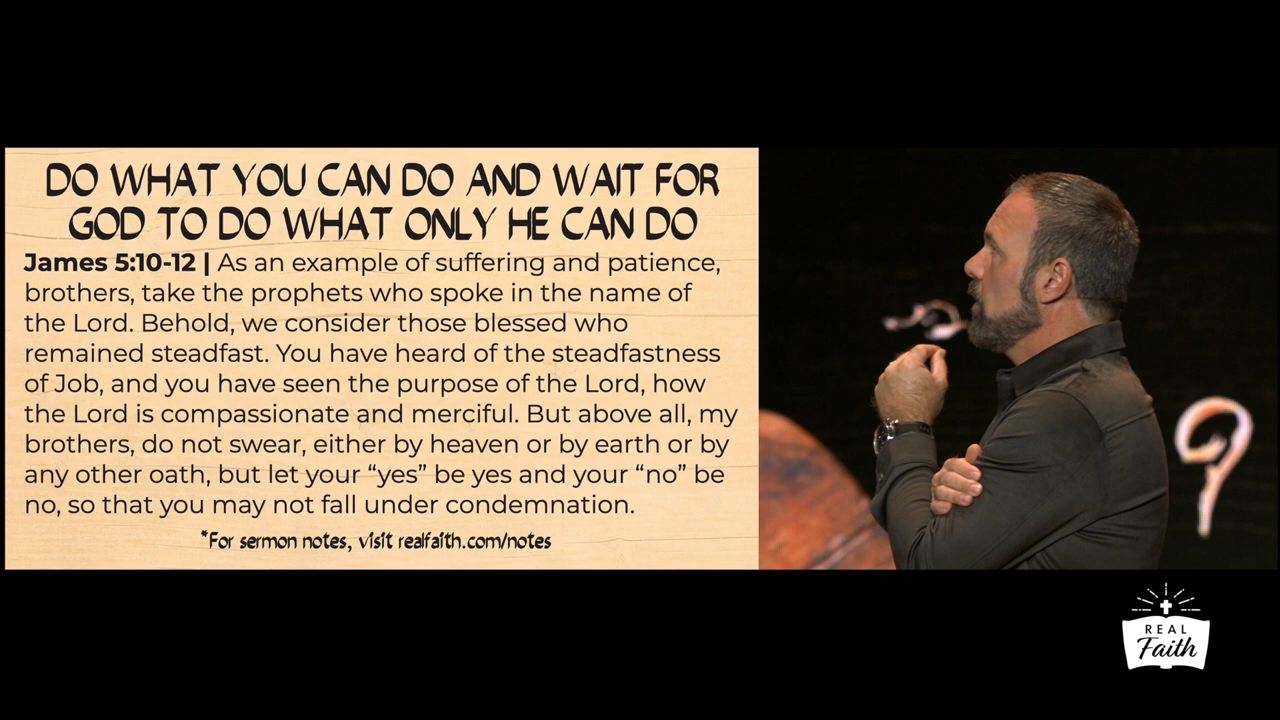 DO WHAT YOU CAN DO AND WAIT FOR
GOD TO DO WHAT ONLY HE CAN DO
James 5:10-12 | As an example of suffering and patience,
brothers, take the prophets who spoke in the name of
the Lord. Behold, we consider those blessed who
remained steadfast. You have heard of the steadfastness
of Job, and you have seen the purpose of the Lord, how
the Lord is compassionate and merciful. But above all, my
brothers, do not swear, either by heaven or by earth or by
any other oath, but let your “yes” be yes and your “no” be
no, so that you may not fall under condemnation.
*For sermon notes, visit realfaith.com/notes
REAL
Faith